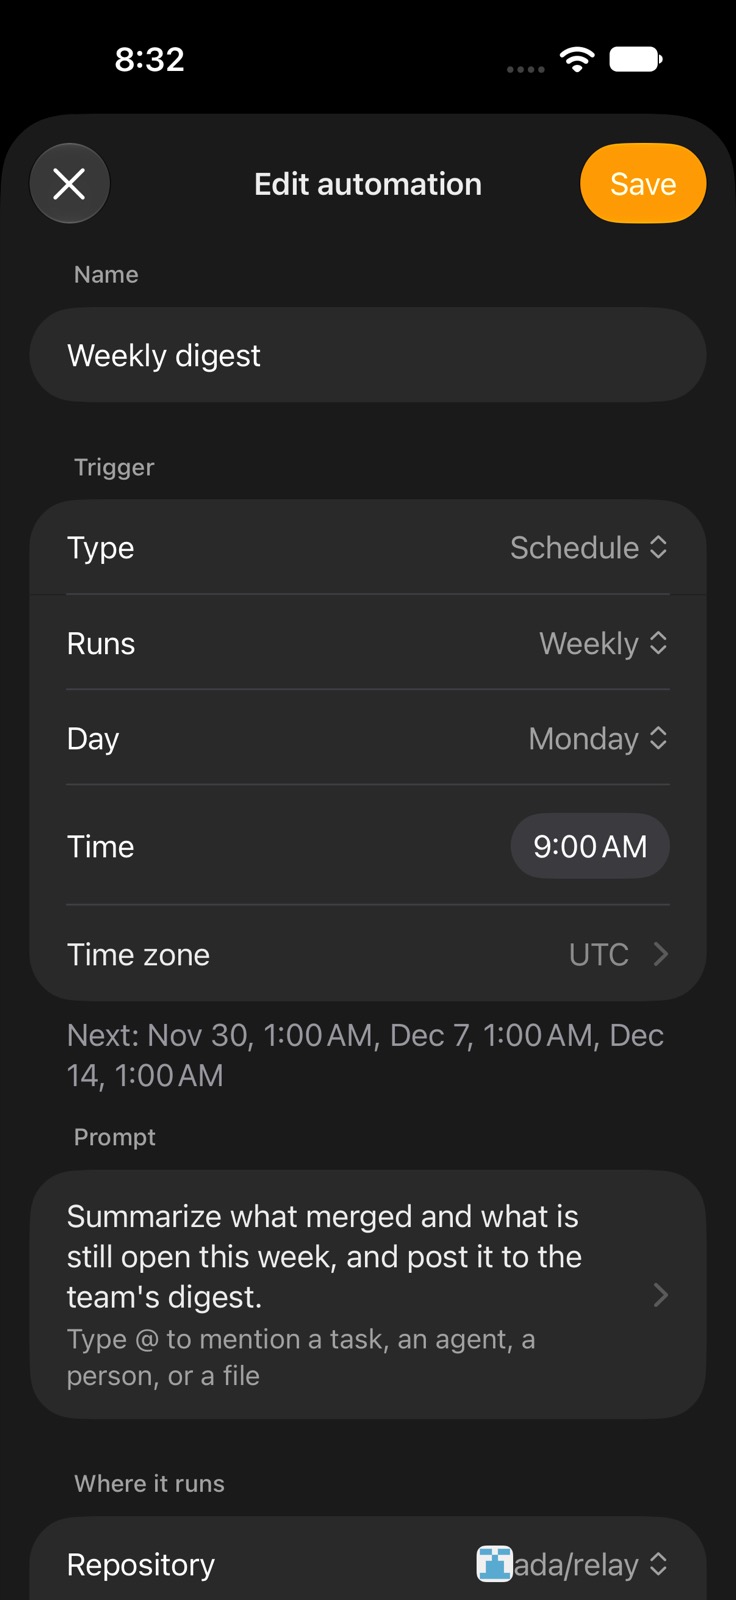 8:32
Edit automation
Save
Name
Weekly digest
Trigger
Type
Schedule
Runs
Weekly
Day
Monday
Time
9:00 AM
Time zone
UTC
Next: Nov 30, 1:00 AM, Dec 7, 1:00 AM, Dec
14, 1:00 AM
Prompt
Summarize what merged and what is
still open this week, and post it to the
team's digest.
Type @ to mention a task, an agent, a
person, or a file
Where it runs
Repository
ada/relay